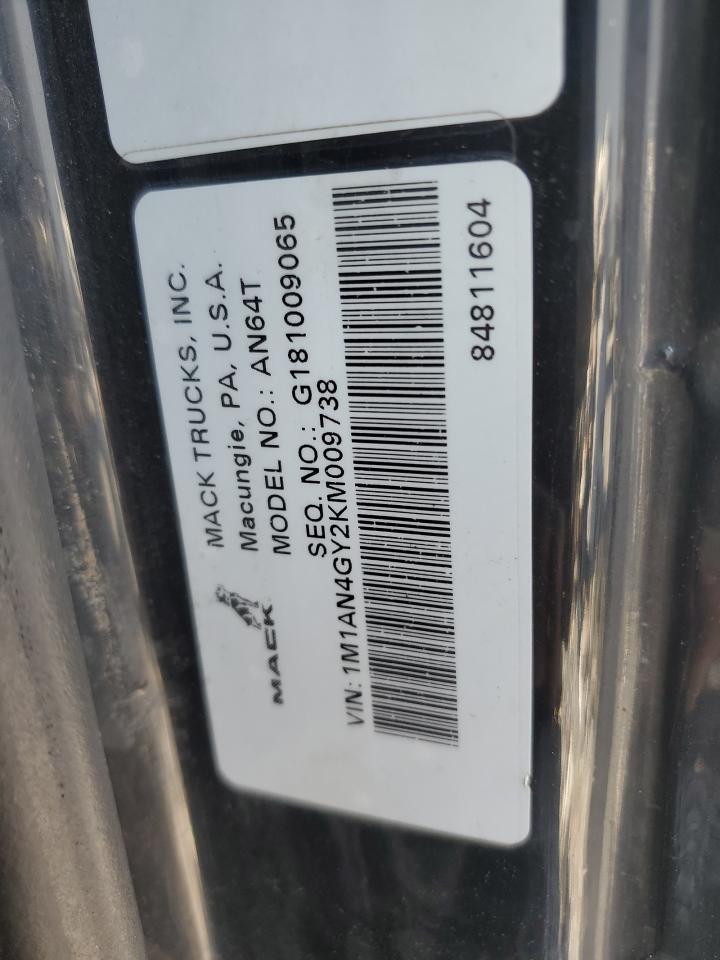 MACK
MACK TRUCKS, INC.
Macungie, PA, U.S.A.
MODEL NO.: AN64T
SEQ. NO.: G181009065
VIN: 1M1AN4GY2KM009738
84811604